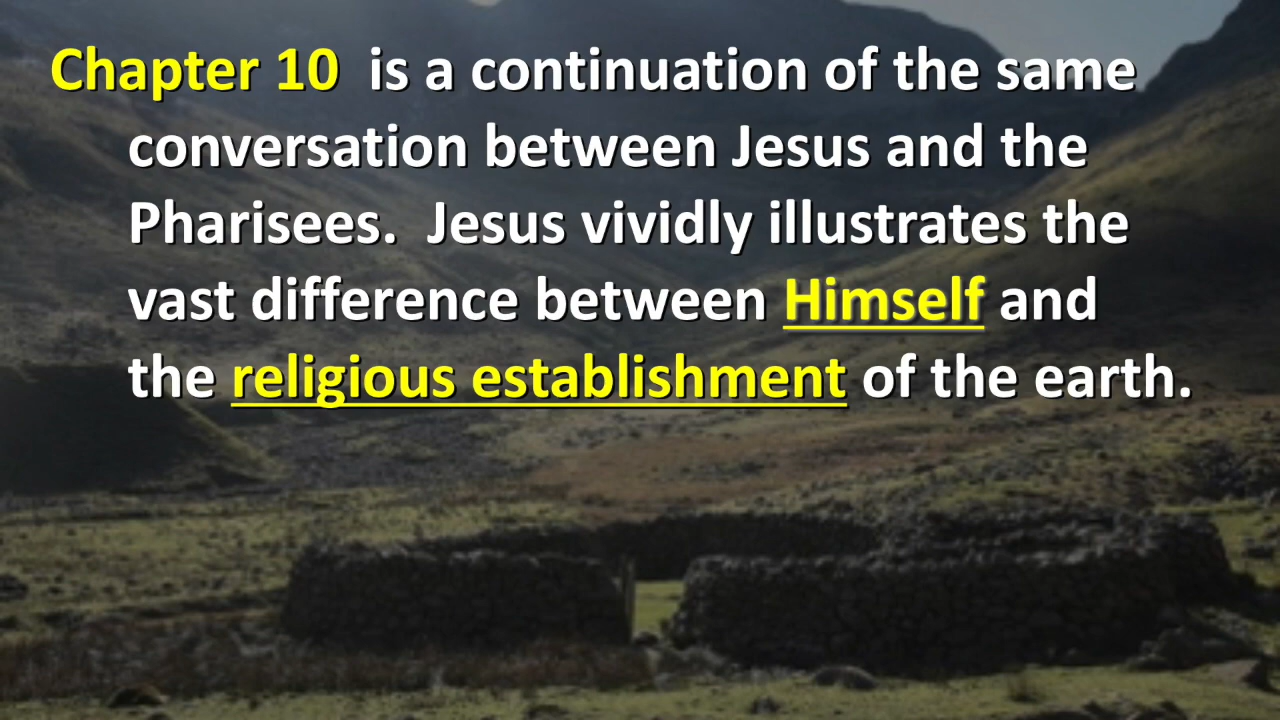 Chapter 10  is a continuation of the same
conversation between Jesus and the
Pharisees.  Jesus vividly illustrates the
vast difference between Himself and
the religious establishment of the earth.